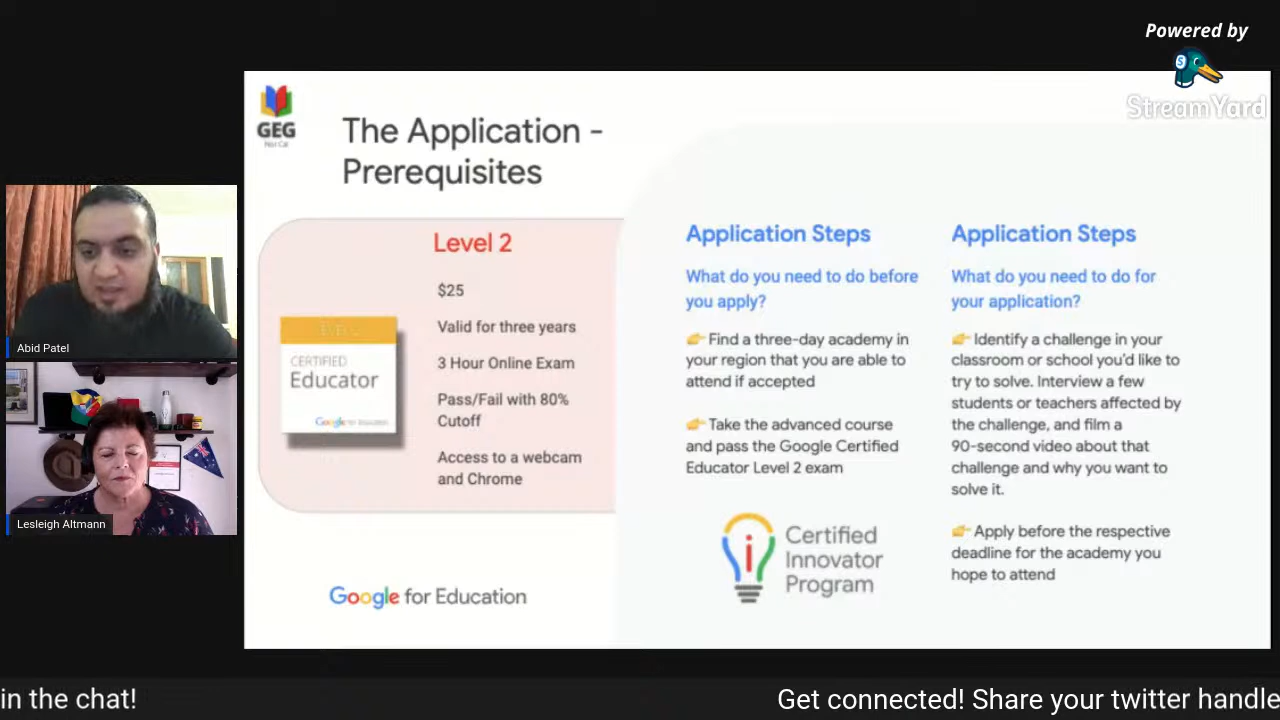 Powered by
StreamYard
GEG
Nor Cal
The Application -
Prerequisites
Level 2
$25
Valid for three years
3 Hour Online Exam
Pass/Fail with 80%
Cutoff
Access to a webcam
and Chrome
LEVEL 2
CERTIFIED
Educator
Google for Education
Google for Education
Application Steps
What do you need to do before
you apply?
👉 Find a three-day academy in
your region that you are able to
attend if accepted
👉 Take the advanced course
and pass the Google Certified
Educator Level 2 exam
Certified
Innovator
Program
Application Steps
What do you need to do for
your application?
👉 Identify a challenge in your
classroom or school you'd like to
try to solve. Interview a few
students or teachers affected by
the challenge, and film a
90-second video about that
challenge and why you want to
solve it.
👉 Apply before the respective
deadline for the academy you
hope to attend
Abid Patel
Lesleigh Altmann
in the chat!
Get connected! Share your twitter handle